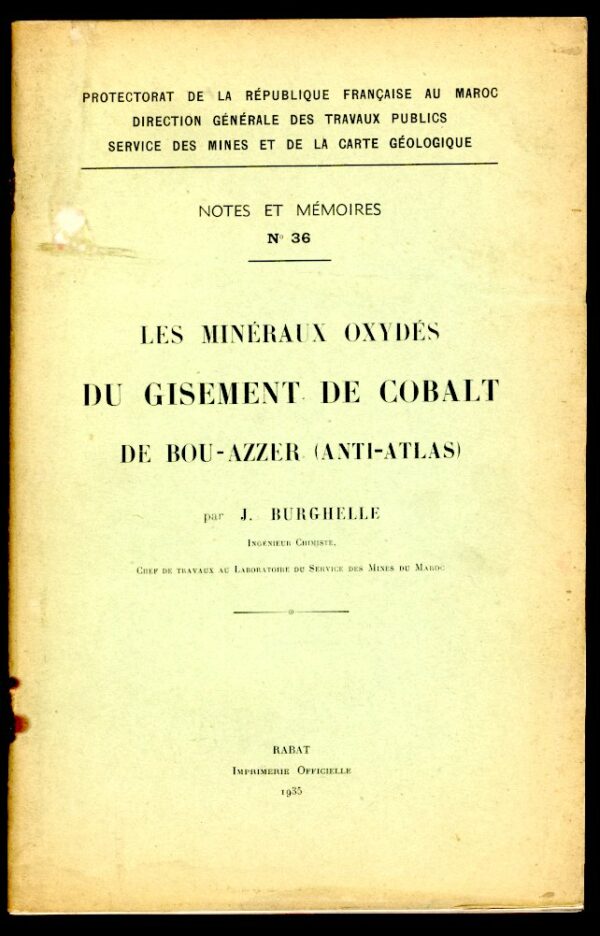 PROTECTORAT DE LA RÉPUBLIQUE FRANÇAISE AU MAROC
DIRECTION GÉNÉRALE DES TRAVAUX PUBLICS
SERVICE DES MINES ET DE LA CARTE GÉOLOGIQUE
NOTES ET MÉMOIRES
No 36
LES MINÉRAUX OXYDÉS
DU GISEMENT DE COBALT
DE BOU-AZZER (ANTI-ATLAS)
par J. BURGHELLE
INGÉNIEUR CHIMISTE,
CHEF DE TRAVAUX AU LABORATOIRE DU SERVICE DES MINES DU MAROC
RABAT
IMPRIMERIE OFFICIELLE
1935